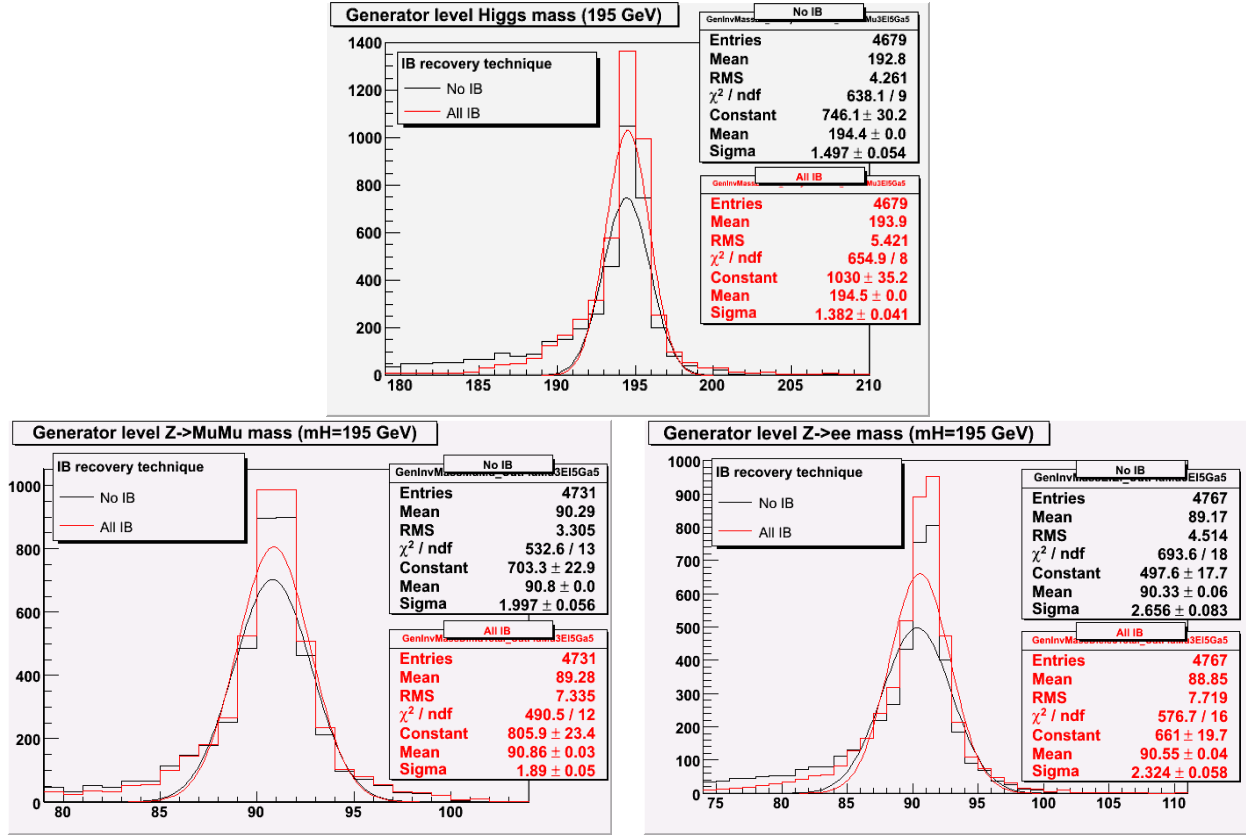 Generator level Higgs mass (195 GeV)
IB recovery technique
No IB
All IB
1400
1200
1000
800
600
400
200
0
180 185 190 195 200 205 210
No IB
Entries 4679
Mean 192.8
RMS 4.261
χ² / ndf 638.1 / 9
Constant 746.1 ± 30.2
Mean 194.4 ± 0.0
Sigma 1.497 ± 0.054
All IB
Entries 4679
Mean 193.9
RMS 5.421
χ² / ndf 654.9 / 8
Constant 1030 ± 35.2
Mean 194.5 ± 0.0
Sigma 1.382 ± 0.041
Generator level Z->MuMu mass (mH=195 GeV)
IB recovery technique
No IB
All IB
1000
800
600
400
200
0
80 85 90 95 100
No IB
Entries 4731
Mean 90.29
RMS 3.305
χ² / ndf 532.6 / 13
Constant 703.3 ± 22.9
Mean 90.8 ± 0.0
Sigma 1.997 ± 0.056
All IB
Entries 4731
Mean 89.28
RMS 7.335
χ² / ndf 490.5 / 12
Constant 805.9 ± 23.4
Mean 90.86 ± 0.03
Sigma 1.89 ± 0.05
Generator level Z->ee mass (mH=195 GeV)
IB recovery technique
No IB
All IB
1000
900
800
700
600
500
400
300
200
100
0
75 80 85 90 95 100 105 110
No IB
Entries 4767
Mean 89.17
RMS 4.514
χ² / ndf 693.6 / 18
Constant 497.6 ± 17.7
Mean 90.33 ± 0.06
Sigma 2.656 ± 0.083
All IB
Entries 4767
Mean 88.85
RMS 7.719
χ² / ndf 576.7 / 16
Constant 661 ± 19.7
Mean 90.55 ± 0.04
Sigma 2.324 ± 0.058